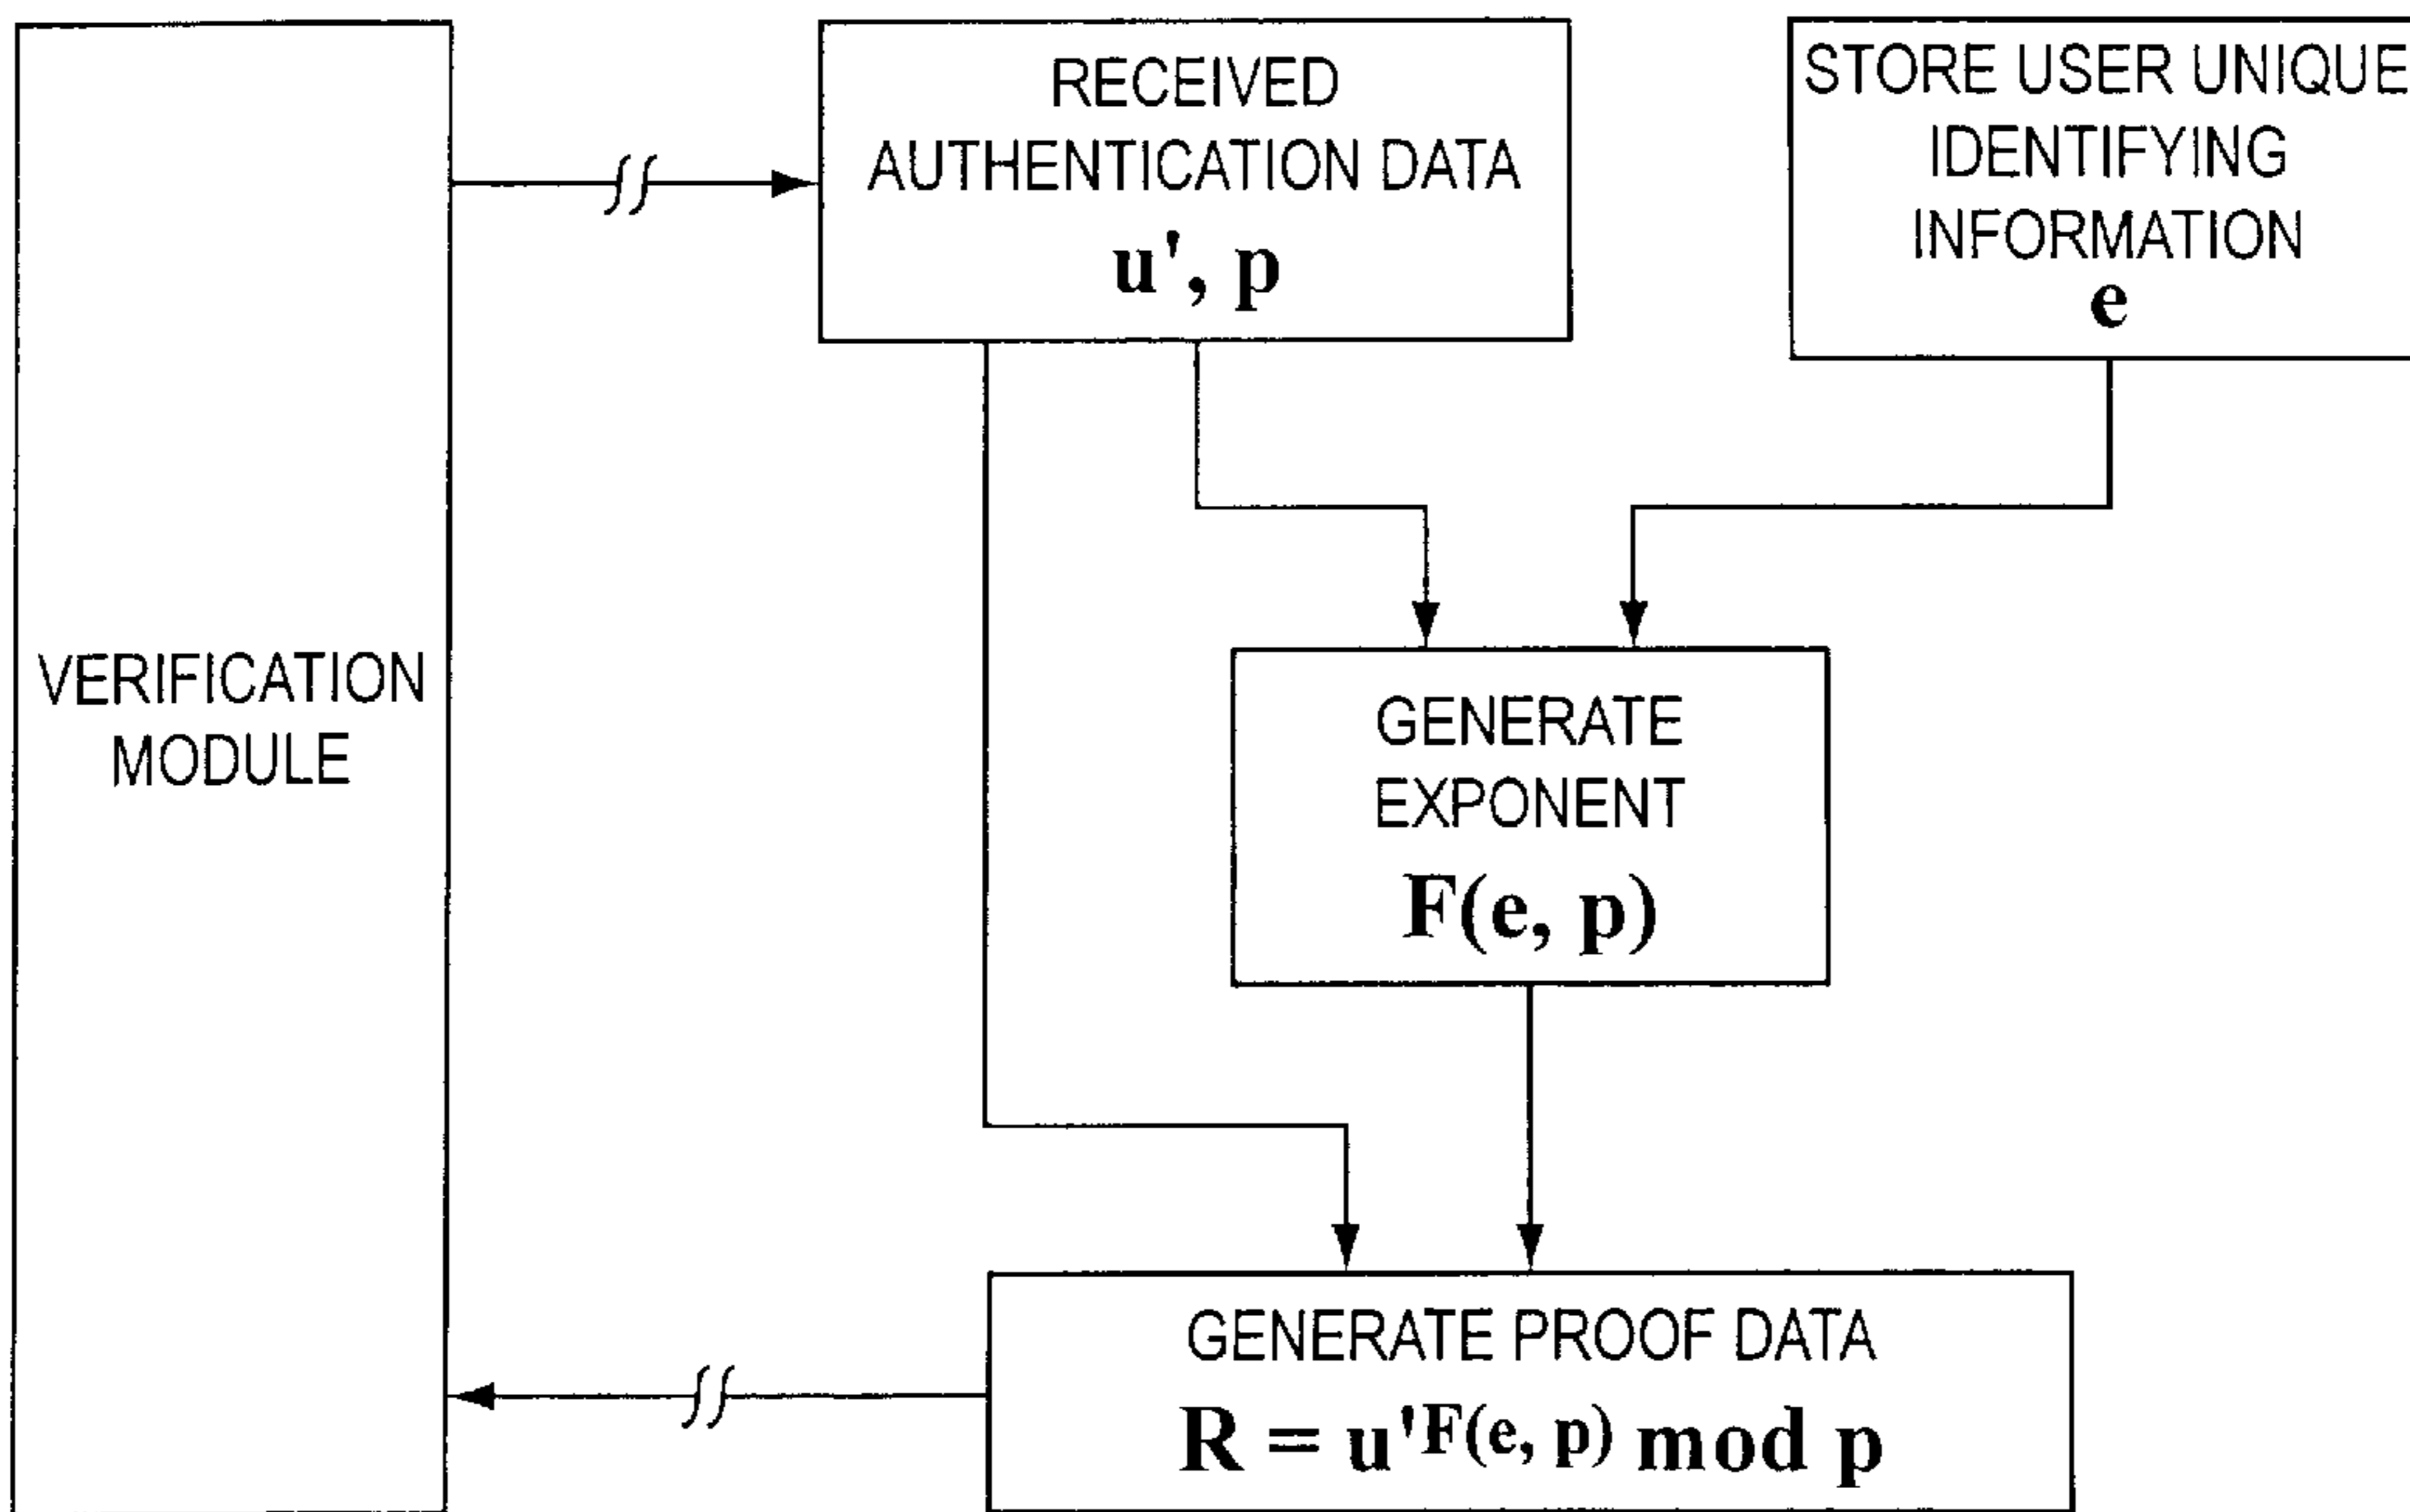 RECEIVED
AUTHENTICATION DATA
u', p
STORE USER UNIQUE
IDENTIFYING
INFORMATION
e
VERIFICATION
MODULE
GENERATE
EXPONENT
F(e, p)
GENERATE PROOF DATA
R = u'^F(e, p) mod p